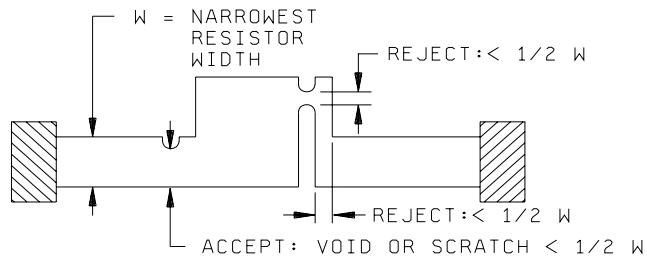 W = NARROWEST
RESISTOR
WIDTH
REJECT:< 1/2 W
REJECT:< 1/2 W
ACCEPT: VOID OR SCRATCH < 1/2 W